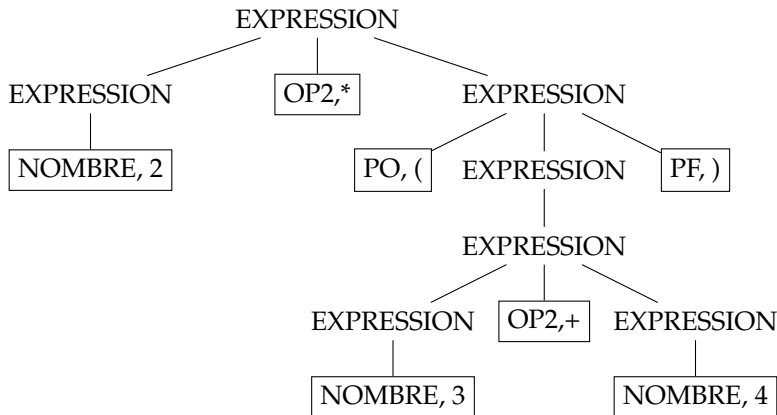 EXPRESSION
EXPRESSION OP2,* EXPRESSION
NOMBRE, 2 PO, ( EXPRESSION PF, )
EXPRESSION
EXPRESSION OP2,+ EXPRESSION
NOMBRE, 3 NOMBRE, 4